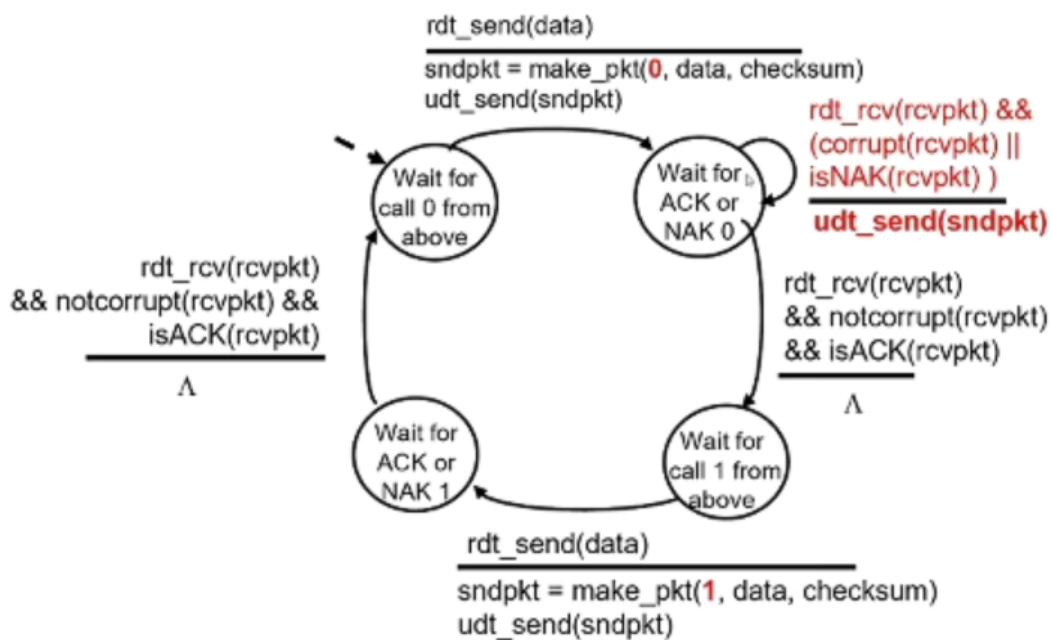 rdt_send(data)
sndpkt = make_pkt(0, data, checksum)
udt_send(sndpkt)
rdt_rcv(rcvpkt) &&
(corrupt(rcvpkt) ||
isNAK(rcvpkt) )
udt_send(sndpkt)
Wait for
call 0 from
above
Wait for
ACK or
NAK 0
rdt_rcv(rcvpkt)
&& notcorrupt(rcvpkt) &&
isACK(rcvpkt)
Λ
rdt_rcv(rcvpkt)
&& notcorrupt(rcvpkt)
&& isACK(rcvpkt)
Λ
Wait for
ACK or
NAK 1
Wait for
call 1 from
above
rdt_send(data)
sndpkt = make_pkt(1, data, checksum)
udt_send(sndpkt)